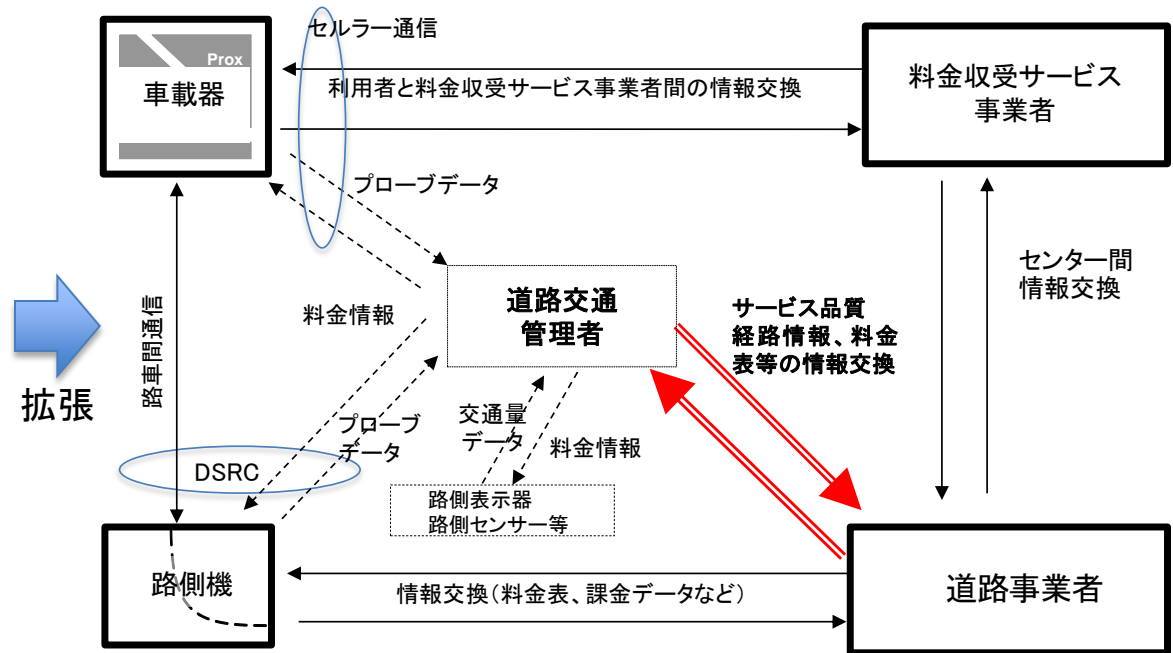 セルラー通信
Prox
車載器
利用者と料金収受サービス事業者間の情報交換
料金収受サービス
事業者
プローブデータ
センター間
情報交換
道路交通
管理者
サービス品質
経路情報、料金
表等の情報交換
料金情報
路車間通信
拡張
プローブ
データ
交通量
データ
料金情報
DSRC
路側表示器
路側センサー等
路側機
情報交換(料金表、課金データなど)
道路事業者